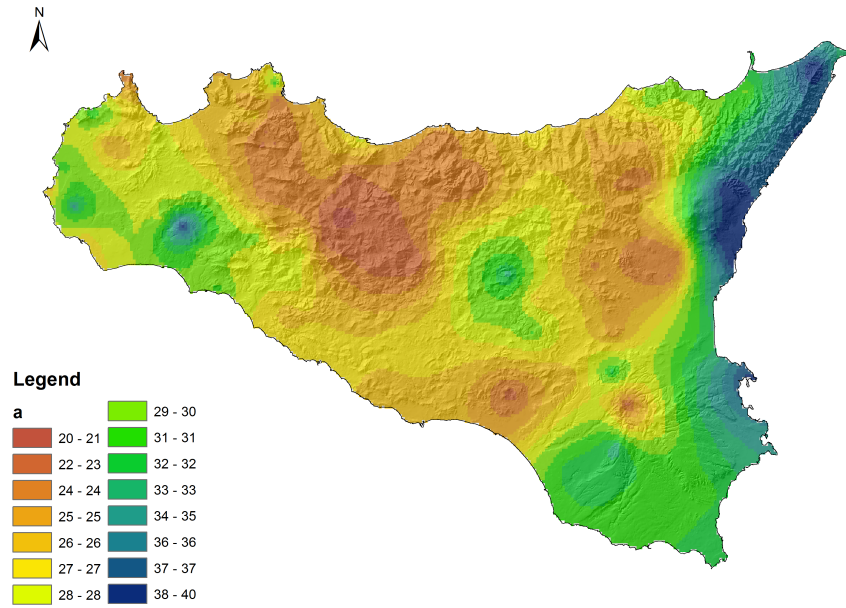 N
Legend
a
20 - 21
22 - 23
24 - 24
25 - 25
26 - 26
27 - 27
28 - 28
29 - 30
31 - 31
32 - 32
33 - 33
34 - 35
36 - 36
37 - 37
38 - 40